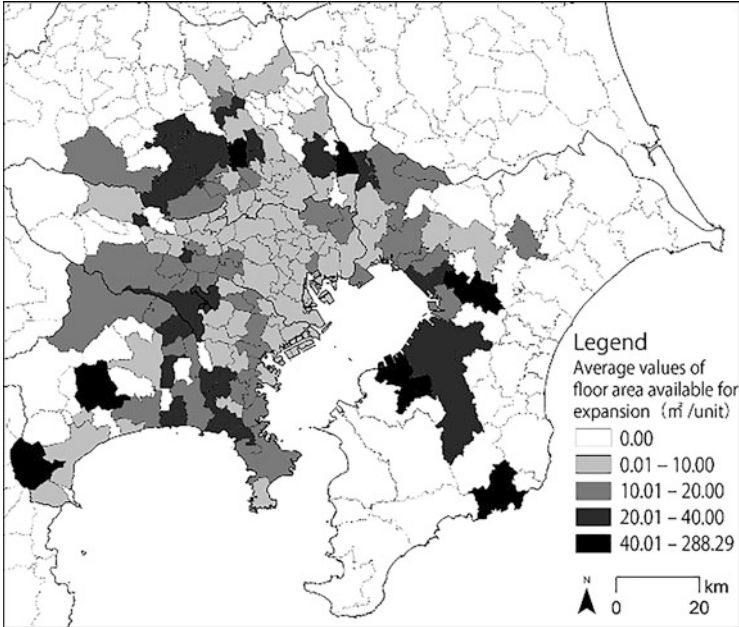 Legend
Average values of
floor area available for
expansion （㎡/unit）
0.00
0.01 – 10.00
10.01 – 20.00
20.01 – 40.00
40.01 – 288.29
N
km
0 20